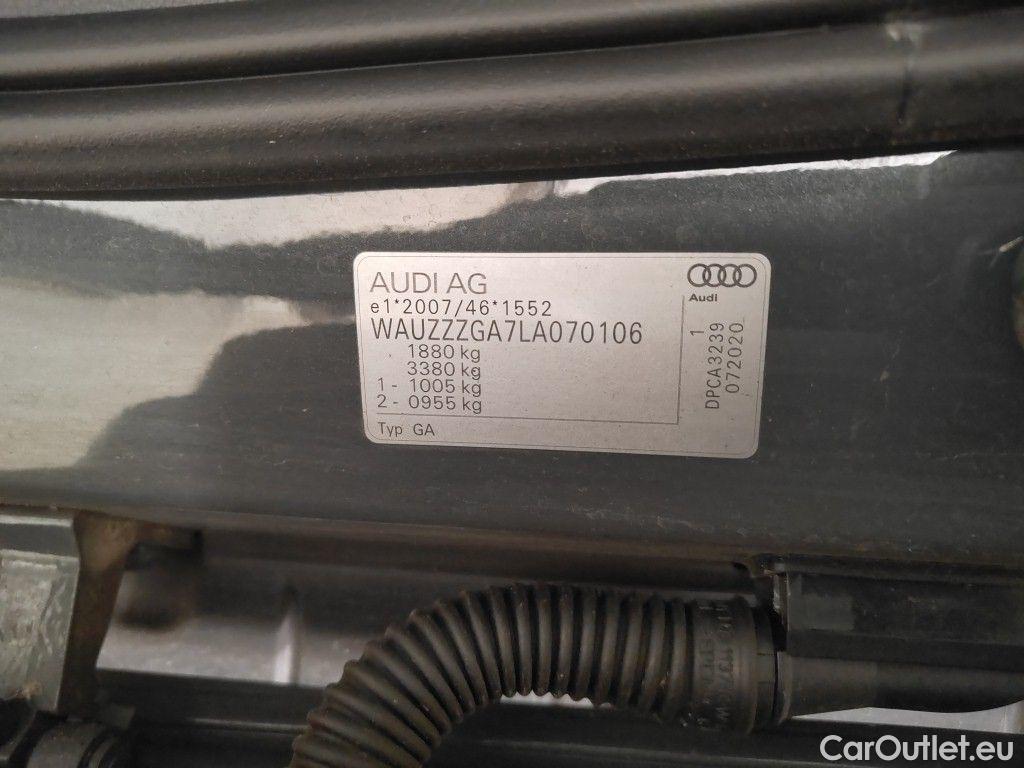 AUDI AG
e1*2007/46*1552
WAUZZZGA7LA070106
1880 kg
3380 kg
1 - 1005 kg
2 - 0955 kg
Typ GA
Audi
DPCA3239 1
072020
CarOutlet.eu